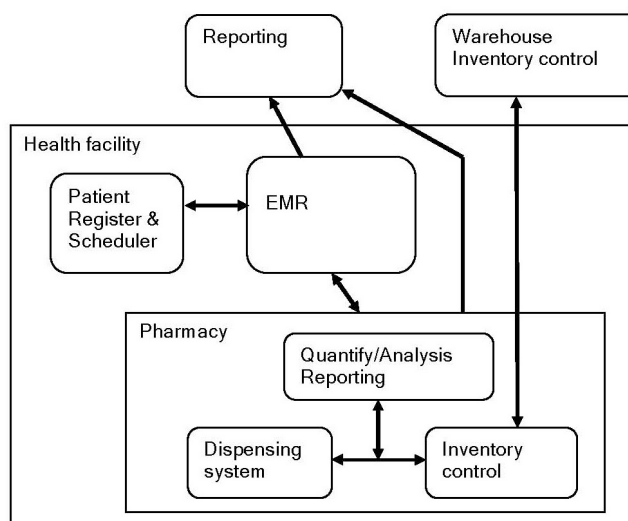 Reporting
Warehouse
Inventory control
Health facility
Patient
Register &
Scheduler
EMR
Pharmacy
Quantify/Analysis
Reporting
Dispensing
system
Inventory
control